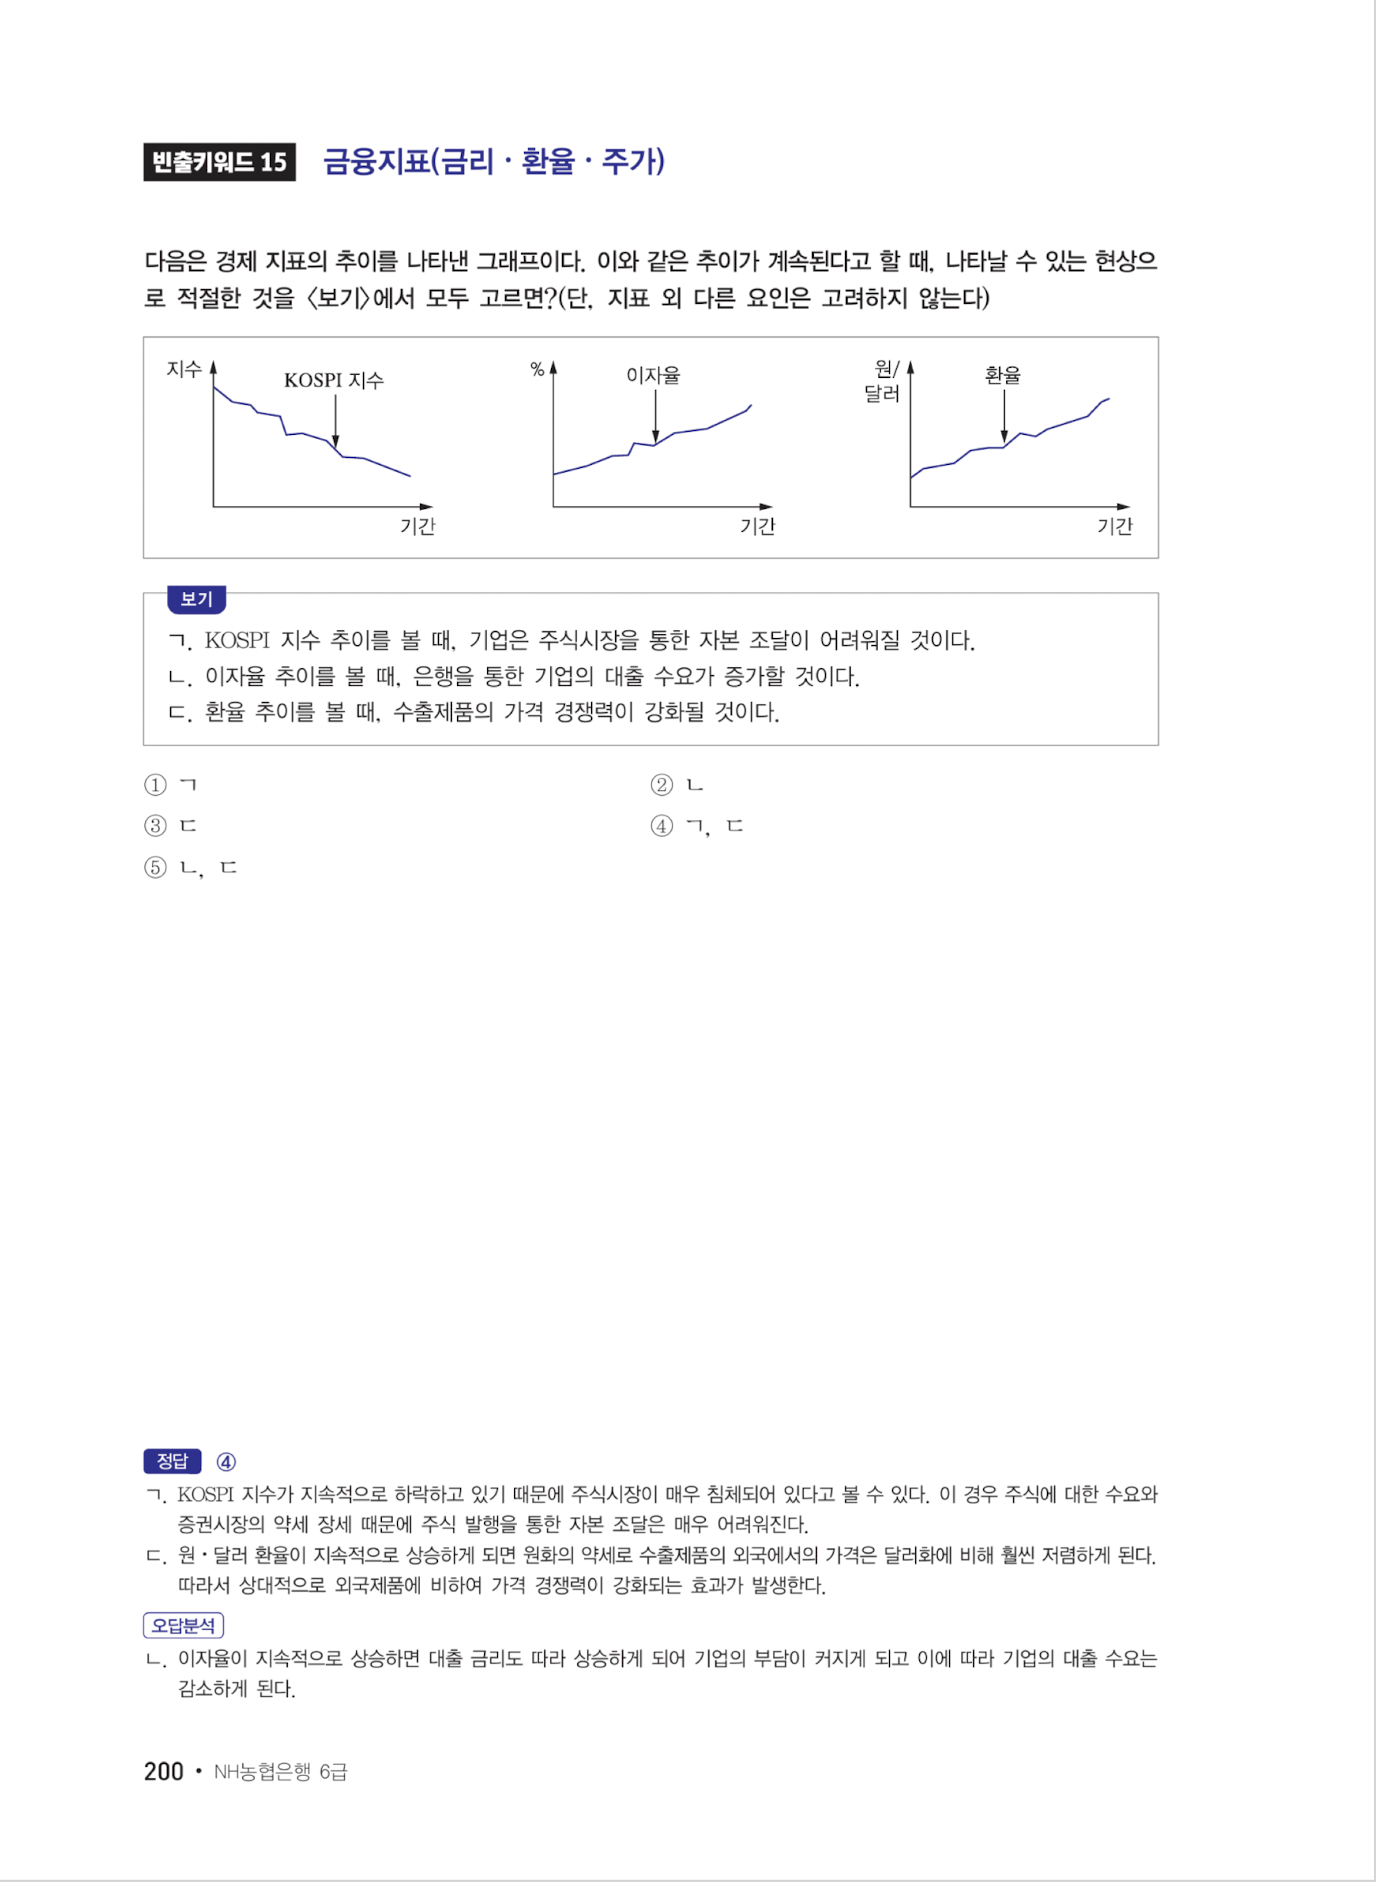 빈출키워드 15 금융지표(금리 · 환율 · 주가)
다음은 경제 지표의 추이를 나타낸 그래프이다. 이와 같은 추이가 계속된다고 할 때, 나타날 수 있는 현상으
로 적절한 것을 〈보기〉에서 모두 고르면?(단, 지표 외 다른 요인은 고려하지 않는다)
지수
KOSPI 지수
기간
%
이자율
기간
원/
달러
환율
기간
보기
ㄱ. KOSPI 지수 추이를 볼 때, 기업은 주식시장을 통한 자본 조달이 어려워질 것이다.
ㄴ. 이자율 추이를 볼 때, 은행을 통한 기업의 대출 수요가 증가할 것이다.
ㄷ. 환율 추이를 볼 때, 수출제품의 가격 경쟁력이 강화될 것이다.
① ㄱ ② ㄴ
③ ㄷ ④ ㄱ, ㄷ
⑤ ㄴ, ㄷ
정답 ④
ㄱ. KOSPI 지수가 지속적으로 하락하고 있기 때문에 주식시장이 매우 침체되어 있다고 볼 수 있다. 이 경우 주식에 대한 수요와
증권시장의 약세 장세 때문에 주식 발행을 통한 자본 조달은 매우 어려워진다.
ㄷ. 원 · 달러 환율이 지속적으로 상승하게 되면 원화의 약세로 수출제품의 외국에서의 가격은 달러화에 비해 훨씬 저렴하게 된다.
따라서 상대적으로 외국제품에 비하여 가격 경쟁력이 강화되는 효과가 발생한다.
오답분석
ㄴ. 이자율이 지속적으로 상승하면 대출 금리도 따라 상승하게 되어 기업의 부담이 커지게 되고 이에 따라 기업의 대출 수요는
감소하게 된다.
200 • NH농협은행 6급